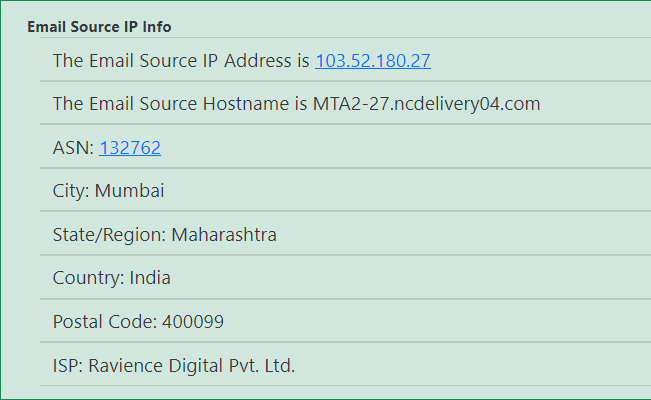 Email Source IP Info
The Email Source IP Address is 103.52.180.27
The Email Source Hostname is MTA2-27.ncdelivery04.com
ASN: 132762
City: Mumbai
State/Region: Maharashtra
Country: India
Postal Code: 400099
ISP: Ravience Digital Pvt. Ltd.